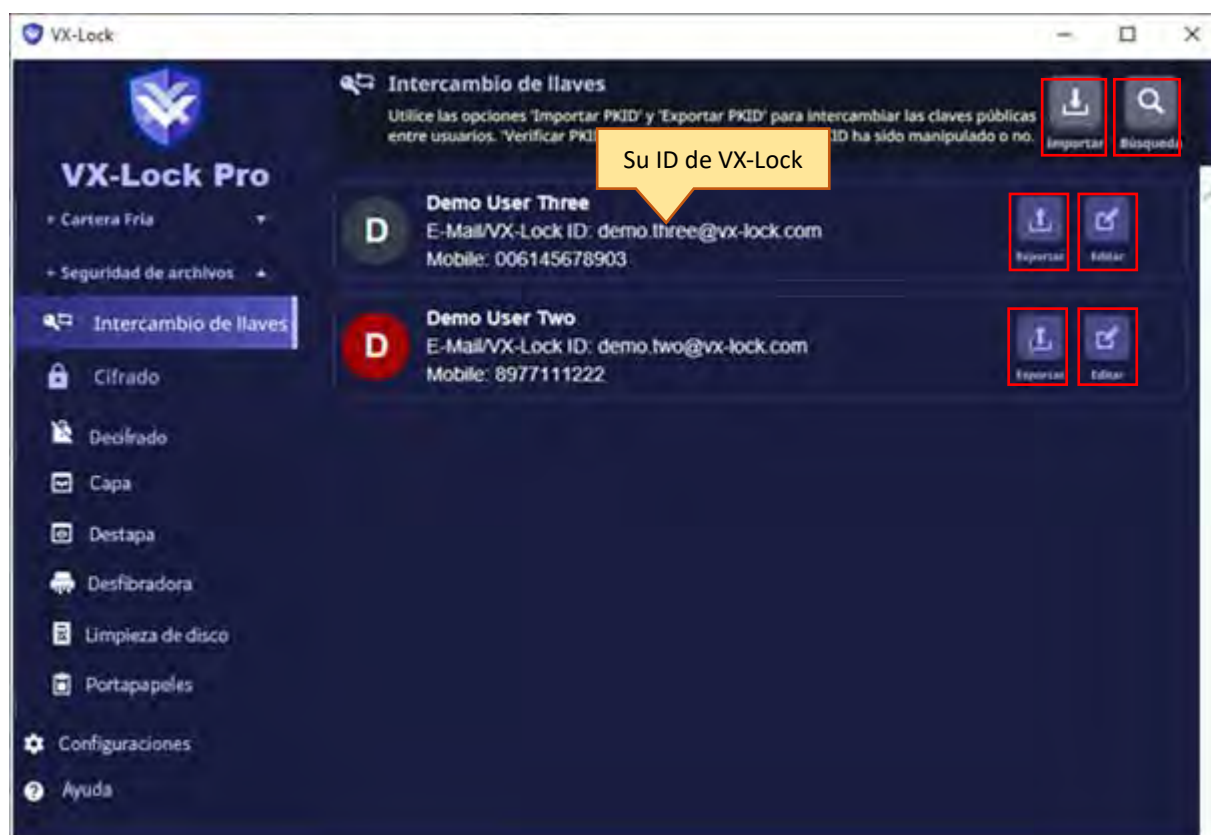 VX-Lock
Intercambio de llaves
Utilice las opciones 'Importar PKID' y 'Exportar PKID' para intercambiar las claves públicas
entre usuarios. 'Verificar ID ha sido manipulado o no.
Importar
Búsqueda
Su ID de VX-Lock
VX-Lock Pro
+ Cartera Fria
+ Seguridad de archivos
Intercambio de llaves
Cifrado
Decifrado
Capa
Destapa
Desfibradora
Limpieza de disco
Portapapeles
Configuraciones
Ayuda
D
Demo User Three
E-Mail/VX-Lock ID: demo.three@vx-lock.com
Mobile: 006145678903
Exportar
Editar
D
Demo User Two
E-Mail/VX-Lock ID: demo.two@vx-lock.com
Mobile: 8977111222
Exportar
Editar